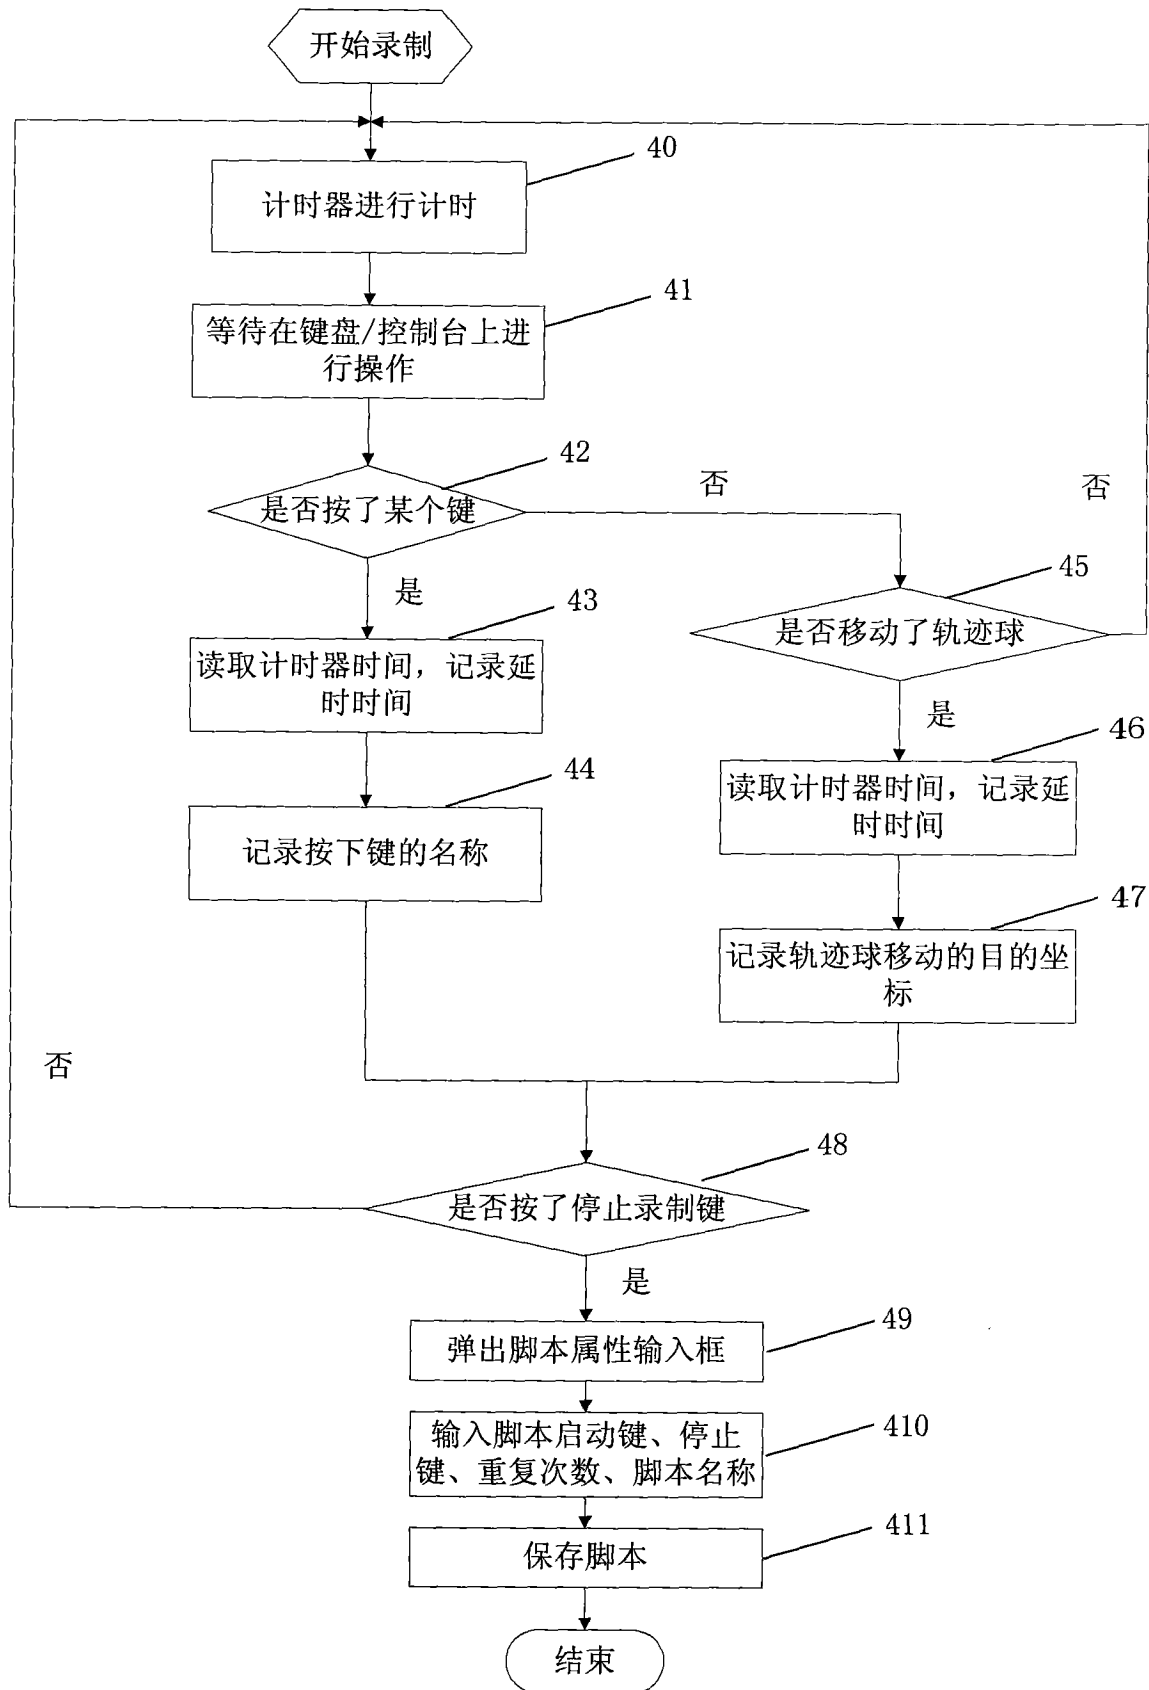 开始录制
40
计时器进行计时
41
等待在键盘/控制台上进
行操作
42
是否按了某个键
否
否
是
43
45
是否移动了轨迹球
读取计时器时间，记录延
时时间
是
46
44
读取计时器时间，记录延
时时间
记录按下键的名称
47
记录轨迹球移动的目的坐
标
否
48
是否按了停止录制键
是
49
弹出脚本属性输入框
410
输入脚本启动键、停止
键、重复次数、脚本名称
411
保存脚本
结束